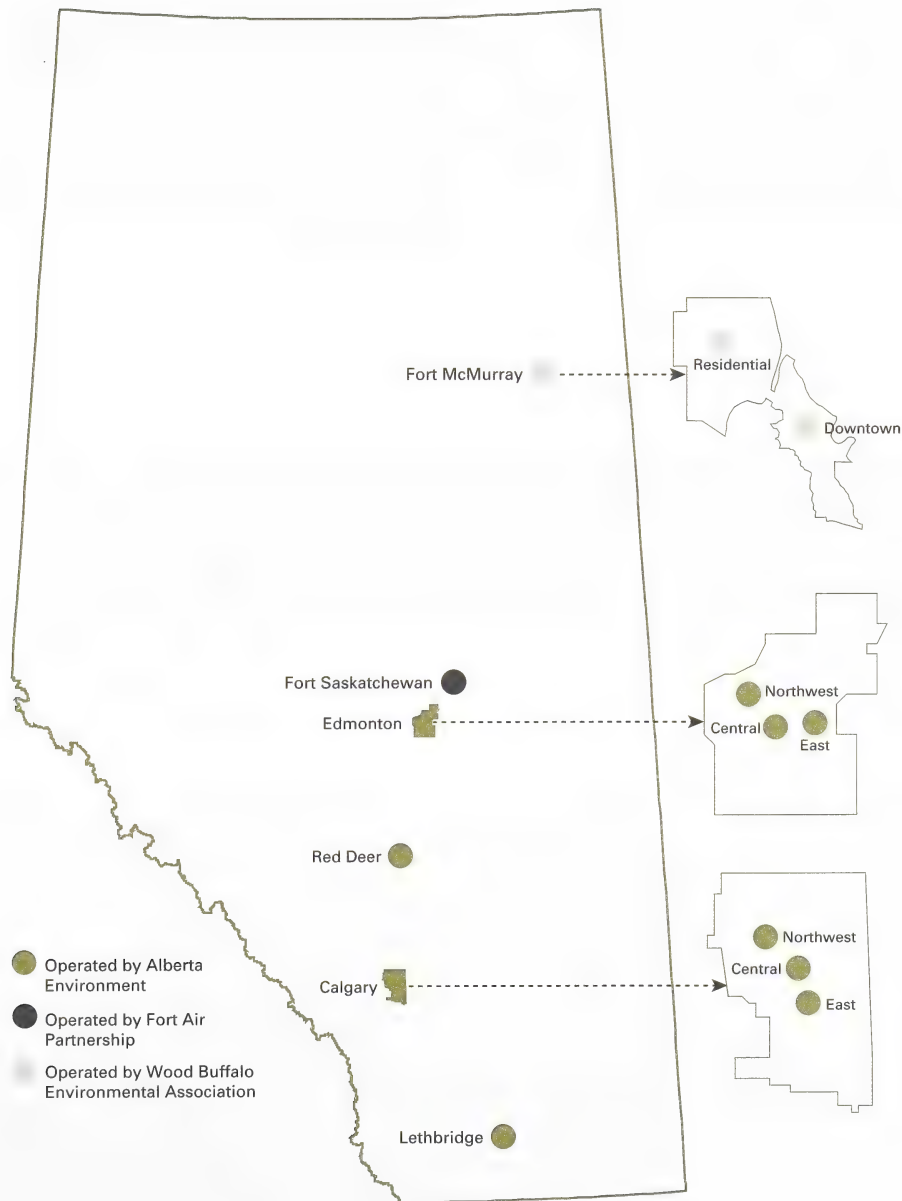 Residential
Fort McMurray
Downtown
Fort Saskatchewan
Northwest
Edmonton
Central
East
Red Deer
Northwest
Operated by Alberta
Environment
Central
Calgary
East
Operated by Fort Air
Partnership
Operated by Wood Buffalo
Environmental Association
Lethbridge